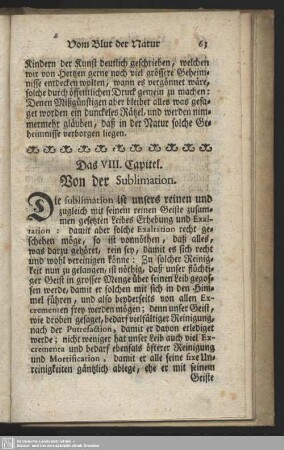 Vom Blut der Natur 63
Kindern der Kunst deutlich geschrieben, welchen
wir von Hertzen gerne noch viel grössere Geheim-
nisse entdecken wolten, wann es vergönnet wäre,
solche durch öffentlichen Druck gemein zu machen:
Denen Mißgünstigen aber bleibet alles was gesa-
get worden ein dunckeles Rätzel, und werden nim-
mermehr gläuben, daß in der Natur solche Ge-
heimnisse verborgen liegen.
Das VIII. Capitel.
Von der Sublimation.
Die sublimation ist unsers reinen und
zugleich mit seinem reinen Geiste zusam-
men gesetzten Leibes Erhebung und Exal-
tation: damit aber solche Exaltation recht ge-
schehen möge, so ist vonnöthen, daß alles,
was darzu gehöret, rein sey, damit es sich recht
und wohl vereinigen könne: Zu solcher Reinig-
keit nun zu gelangen, ist nöthig, daß unser flüchti-
ger Geist in grosser Menge über seinen Leib gegos-
sen werde, damit er solchen mit sich in den Him-
mel führen, und also beyderseits von allen Ex-
crementen frey werden mögen; denn unser Geist,
wie droben gesaget, bedarf vielfältiger Reinigung,
nach der Putrefaction, damit er davon erlediget
werde: nicht weniger hat unser Leib auch viel Ex-
crementa und bedarf ebenfals öfterer Reinigung
und Mortification, damit er alle seine fixe Un-
reinigkeiten gäntzlich ablege, ehe er mit seinem
Geiste